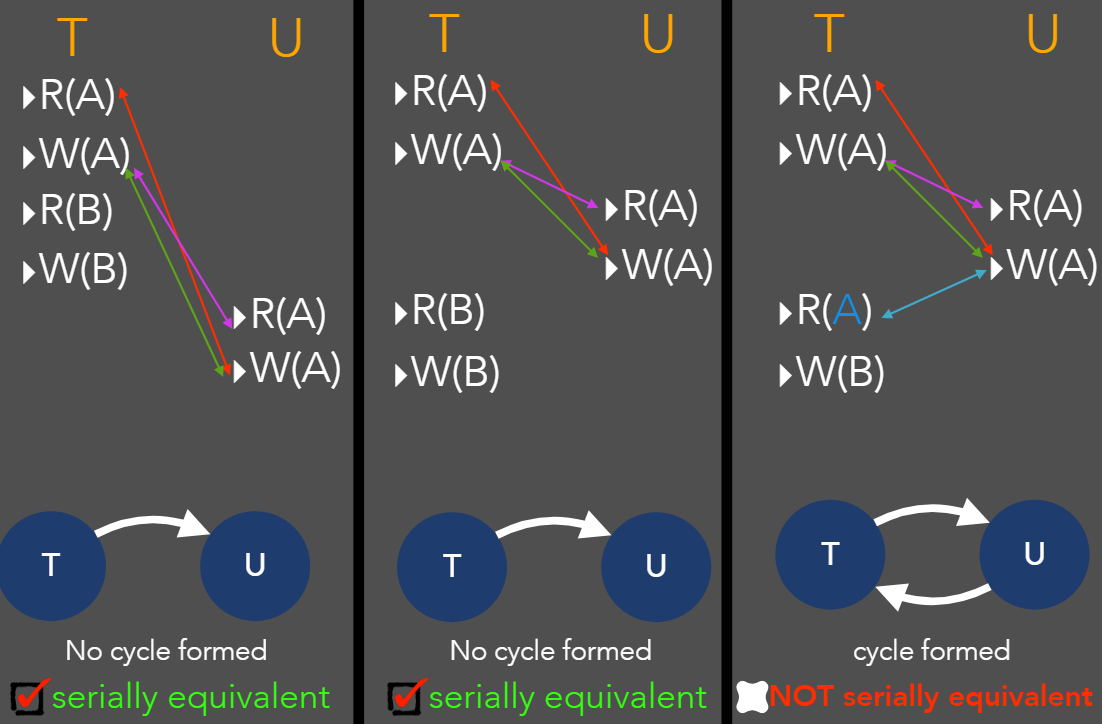 T U
R(A)
W(A)
R(B)
W(B)
R(A)
W(A)
T U
No cycle formed
serially equivalent
T U
R(A)
W(A)
R(A)
W(A)
R(B)
W(B)
T U
No cycle formed
serially equivalent
T U
R(A)
W(A)
R(A)
W(A)
R(A)
W(B)
T U
cycle formed
NOT serially equivalent